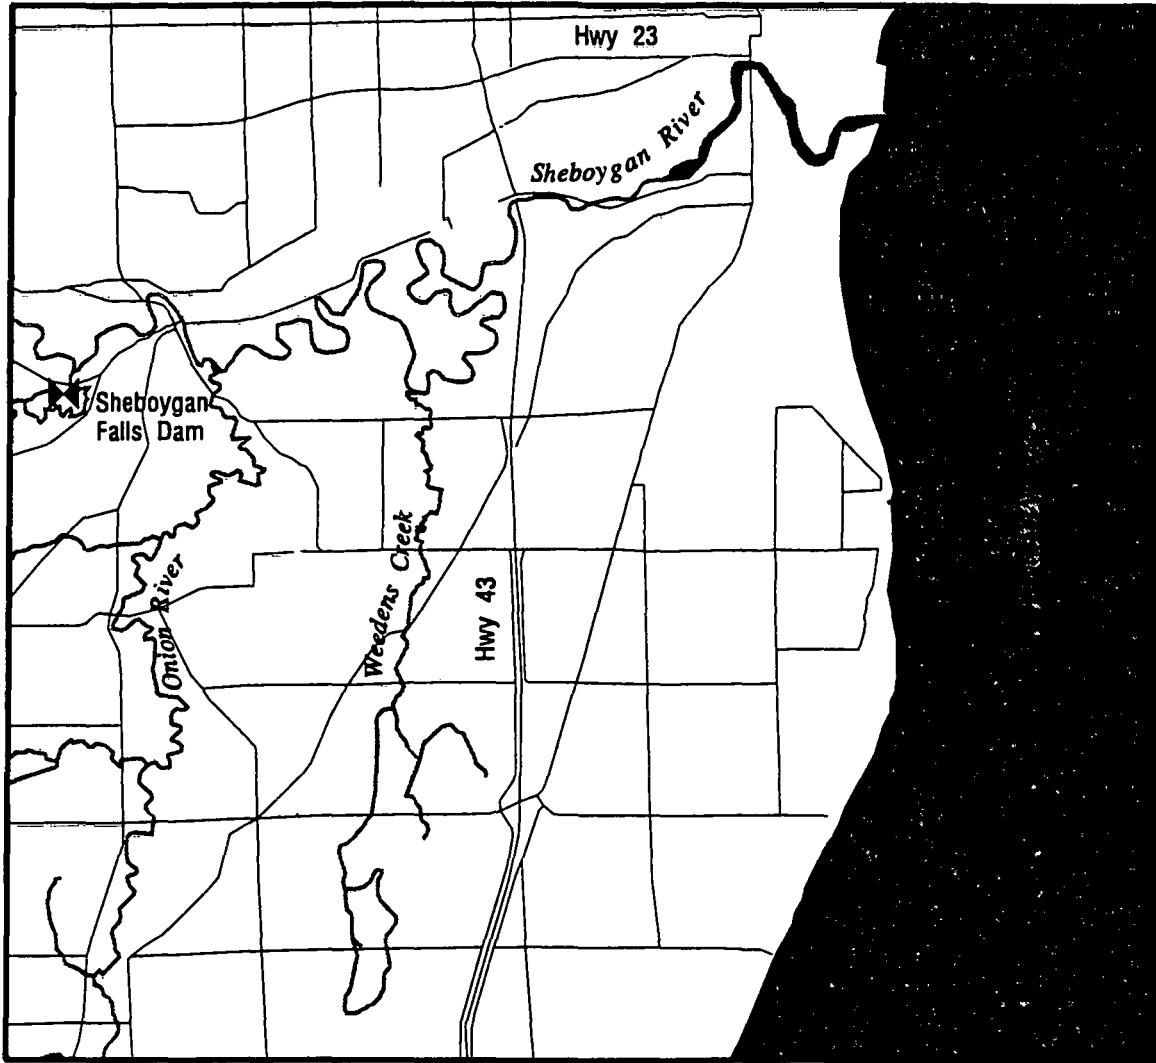 Hwy 23
Sheboygan River
Sheboygan
Falls Dam
Onion River
Weedens Creek
Hwy 43